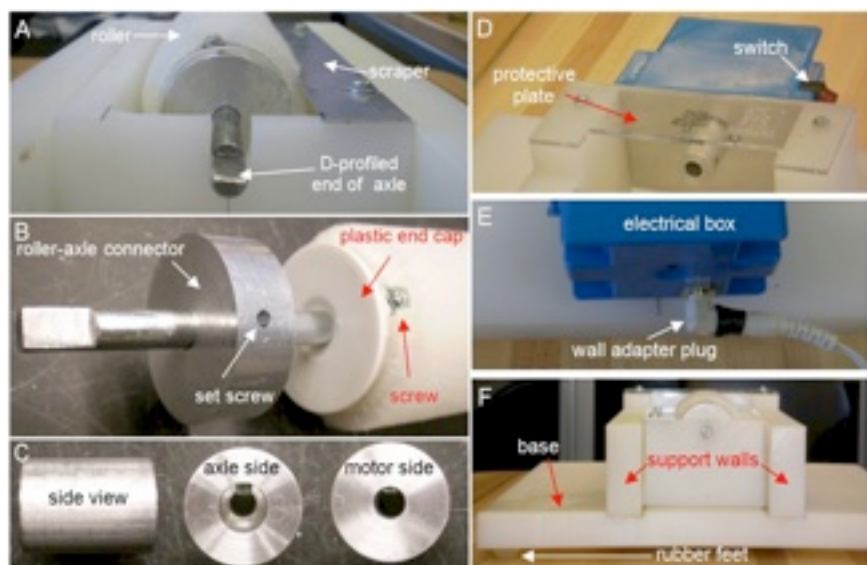 A
roller
scraper
D-profiled
end of axle
B
roller-axle connector
plastic end cap
set screw
screw
C
side view
axle side
motor side
D
switch
protective
plate
E
electrical box
wall adapter plug
F
base
support walls
rubber feet